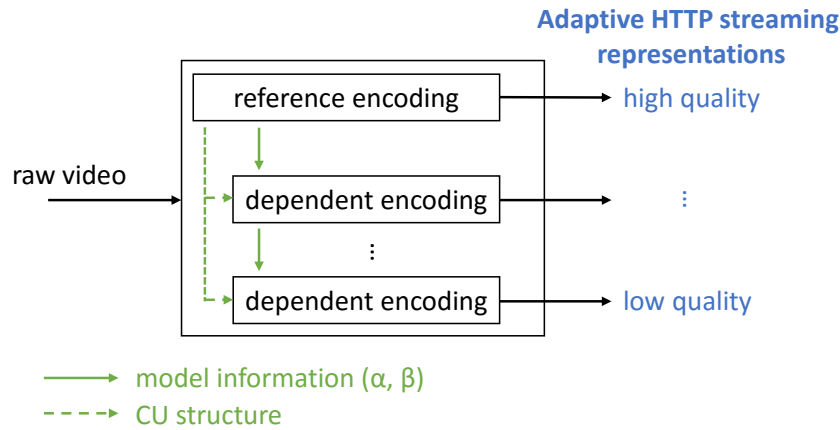 Adaptive HTTP streaming
representations
reference encoding
high quality
raw video
dependent encoding
⋮
⋮
dependent encoding
low quality
model information (α, β)
CU structure